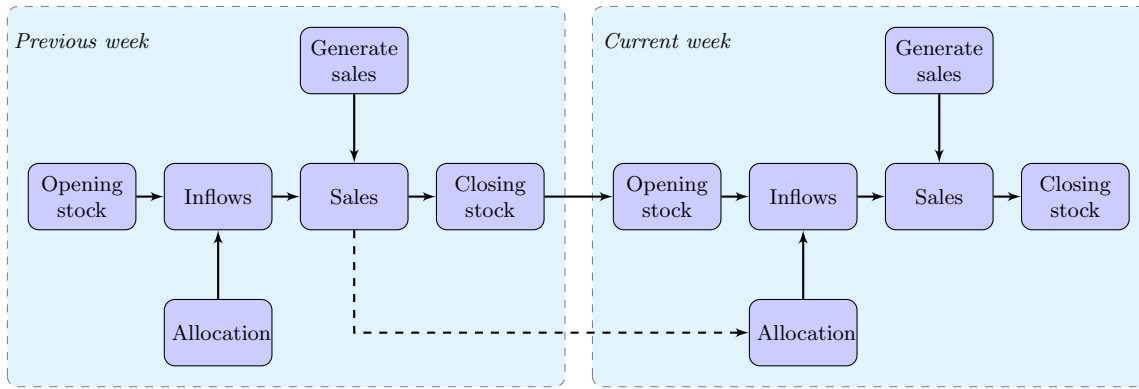 Previous week
Generate
sales
Opening
stock
Inflows
Sales
Closing
stock
Allocation
Current week
Generate
sales
Opening
stock
Inflows
Sales
Closing
stock
Allocation